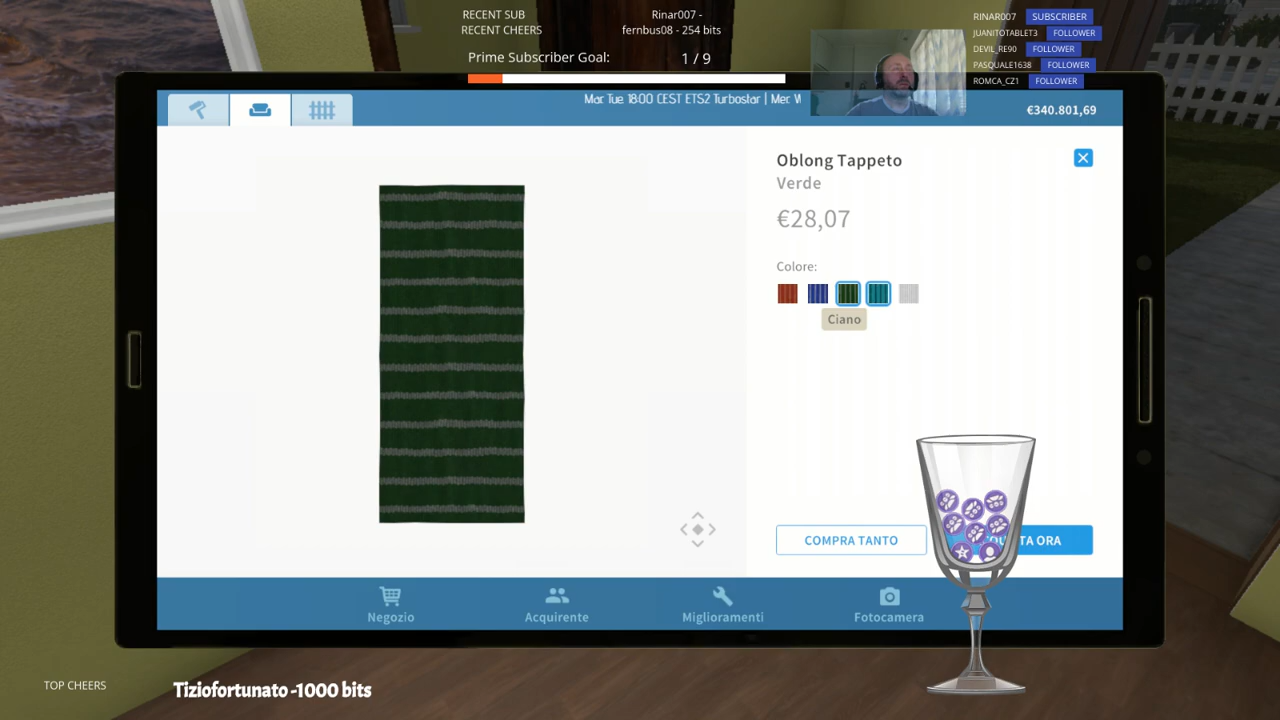 RECENT SUB
RECENT CHEERS
Rinar007 -
fernbus08 - 254 bits
Prime Subscriber Goal:
1 / 9
RINAR007 SUBSCRIBER
JUANITOTABLET3 FOLLOWER
DEVIL_RE90 FOLLOWER
PASQUALE1638 FOLLOWER
ROMCA_CZ1 FOLLOWER
Mar Tue 18:00 CEST ETS2 Turbostar | Mer
€340.801,69
Oblong Tappeto
Verde
€28,07
Colore:
Ciano
COMPRA TANTO
ORA
Negozio
Acquirente
Miglioramenti
Fotocamera
TOP CHEERS
Tiziofortunato -1000 bits